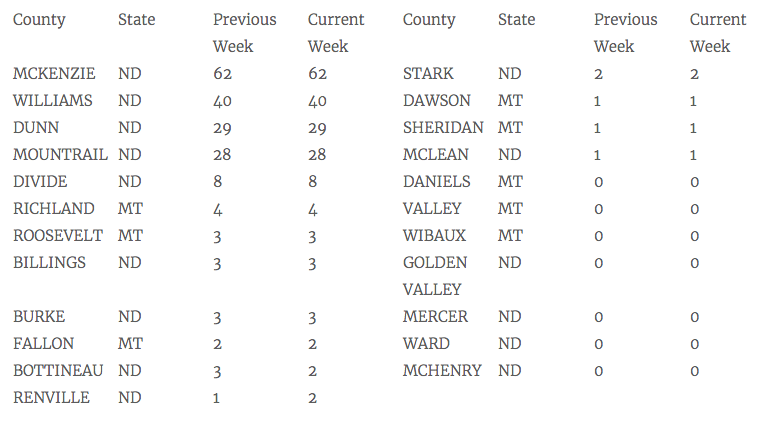 County State Previous Week Current Week County State Previous Week Current Week
MCKENZIE ND 62 62 STARK ND 2 2
WILLIAMS ND 40 40 DAWSON MT 1 1
DUNN ND 29 29 SHERIDAN MT 1 1
MOUNTRAIL ND 28 28 MCLEAN ND 1 1
DIVIDE ND 8 8 DANIELS MT 0 0
RICHLAND MT 4 4 VALLEY MT 0 0
ROOSEVELT MT 3 3 WIBAUX MT 0 0
BILLINGS ND 3 3 GOLDEN VALLEY ND 0 0
BURKE ND 3 3 MERCER ND 0 0
FALLON MT 2 2 WARD ND 0 0
BOTTINEAU ND 3 2 MCHENRY ND 0 0
RENVILLE ND 1 2